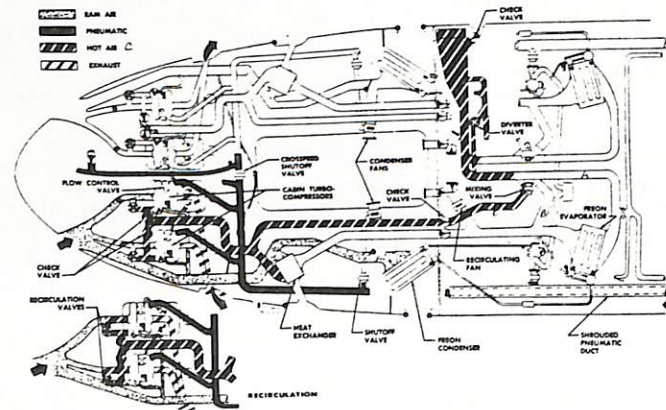 RAM AIR
PNEUMATIC
HOT AIR C
EXHAUST
CHECK
VALVE
DIVERTER
VALVE
CROSSFEED
SHUTOFF
VALVE
CONDENSER
FANS
FLOW CONTROL
VALVE
CABIN TURBO-
COMPRESSORS
CHECK
VALVE
MIXING
VALVE
FREON
EVAPORATOR
RECIRCULATING
FAN
CHECK
VALVE
RECIRCULATION
VALVES
HEAT
EXCHANGER
SHUTOFF
VALVE
FREON
CONDENSER
SHROUDED
PNEUMATIC
DUCT
RECIRCULATION